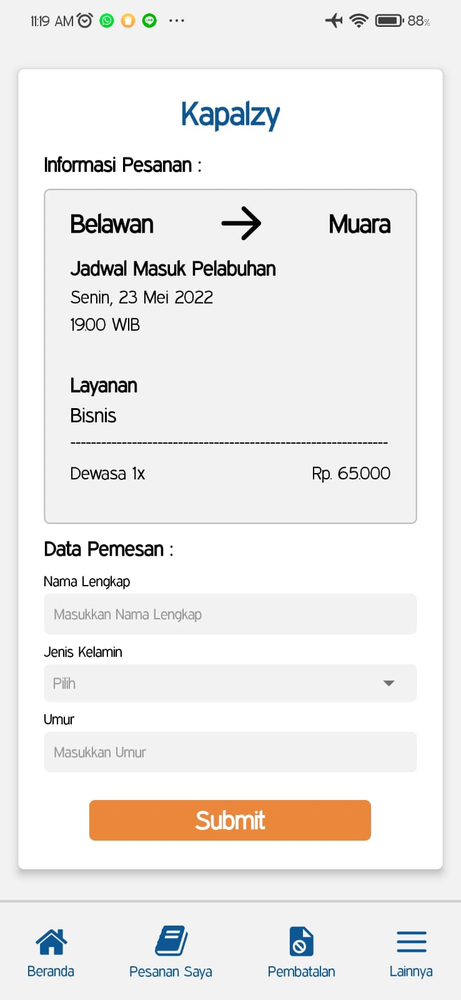 11:19 AM
88%
Kapalzy
Informasi Pesanan :
Belawan Muara
Jadwal Masuk Pelabuhan
Senin, 23 Mei 2022
19.00 WIB
Layanan
Bisnis
--------------------------------------------------------------
Dewasa 1x Rp. 65.000
Data Pemesan :
Nama Lengkap
Masukkan Nama Lengkap
Jenis Kelamin
Pilih
Umur
Masukkan Umur
Submit
Beranda Pesanan Saya Pembatalan Lainnya